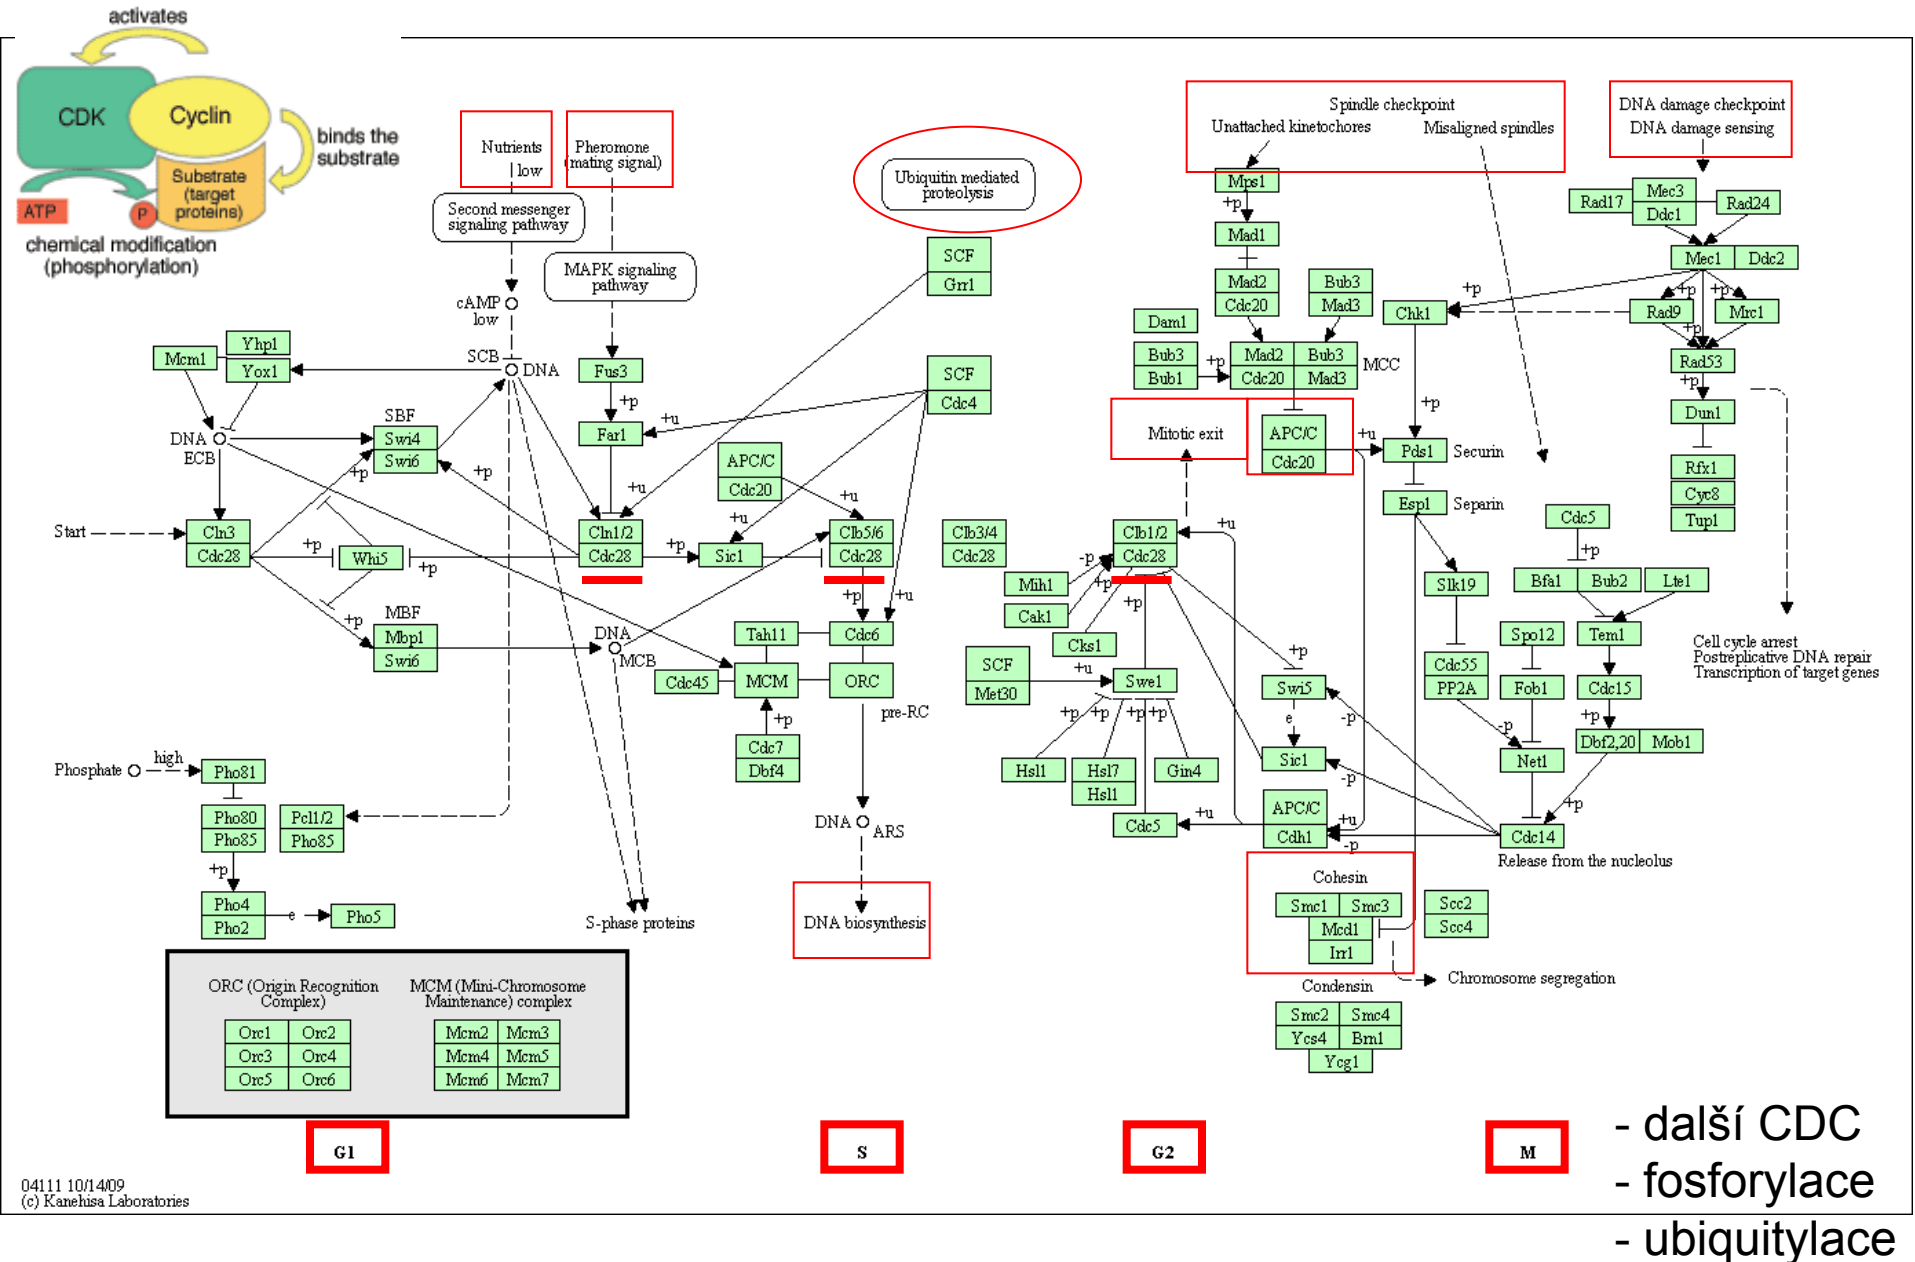 activates
CDK
Cyclin
binds the
substrate
Substrate
(target
proteins)
ATP
P
chemical modification
(phosphorylation)
Nutrients
low
Pheromone
(mating signal)
Second messenger
signaling pathway
MAPK signaling
pathway
cAMP
low
SCB
DNA
Ubiquitin mediated
proteolysis
SCF
Grr1
SCF
Cdc4
Spindle checkpoint
Unattached kinetochores
Misaligned spindles
DNA damage checkpoint
DNA damage sensing
Mps1
+p
Mad1
Mad2
Cdc20
Bub3
Mad3
Dam1
Bub3
Bub1
+p
Mad2
Bub3
Cdc20
Mad3
MCC
Rad17
Mec3
Ddc1
Rad24
Mec1
Ddc2
+p
+p
+p
Chk1
Rad9
Mrc1
+p
Rad53
+p
Dun1
Rfx1
Cyc8
Tup1
Mcm1
Yhp1
Yox1
DNA
ECB
SBF
Swi4
Swi6
+p
+p
Fus3
+p
Far1
+u
+u
APC/C
Cdc20
+u
+u
Mitotic exit
APC/C
Cdc20
+u
+p
Pds1
Securin
Esp1
Separin
Start
Cln3
Cdc28
+p
Whi5
+p
Cln1/2
Cdc28
+p
Sic1
Clb5/6
Cdc28
Clb3/4
Cdc28
Clb1/2
Cdc28
+u
-p
+p
+p
Mih1
Cak1
Cks1
+p
+u
Slk19
Cdc5
+p
Bfa1
Bub2
Lte1
MBF
+p
Mbp1
Swi6
DNA
MCB
Tah11
Cdc6
Cdc45
MCM
ORC
pre-RC
+p
Cdc7
Dbf4
SCF
Met30
+u
Swe1
+p
+p
+p
+p
Hsl1
Hsl7
Hsl1
Gin4
+p
Swi5
e
-p
Sic1
-p
Cdc55
PP2A
-p
Spo12
Fob1
Net1
Tem1
Cdc15
+p
Dbf2,20
Mob1
+p
Cell cycle arrest
Postreplicative DNA repair
Transcription of target genes
Phosphate
high
Pho81
Pho80
Pho85
Pcl1/2
Pho85
+p
Pho4
Pho2
e
Pho5
S-phase proteins
DNA
ARS
DNA biosynthesis
Cdc5
+u
APC/C
Cdh1
+u
-p
Cdc14
Release from the nucleolus
Cohesin
Smc1
Smc3
Mcd1
Irr1
Scc2
Scc4
Chromosome segregation
Condensin
Smc2
Smc4
Ycs4
Brn1
Ycg1
ORC (Origin Recognition
Complex)
MCM (Mini-Chromosome
Maintenance) complex
Orc1
Orc2
Orc3
Orc4
Orc5
Orc6
Mcm2
Mcm3
Mcm4
Mcm5
Mcm6
Mcm7
G1
S
G2
M
- další CDC
- fosforylace
- ubiquitylace
04111 10/14/09
(c) Kanehisa Laboratories